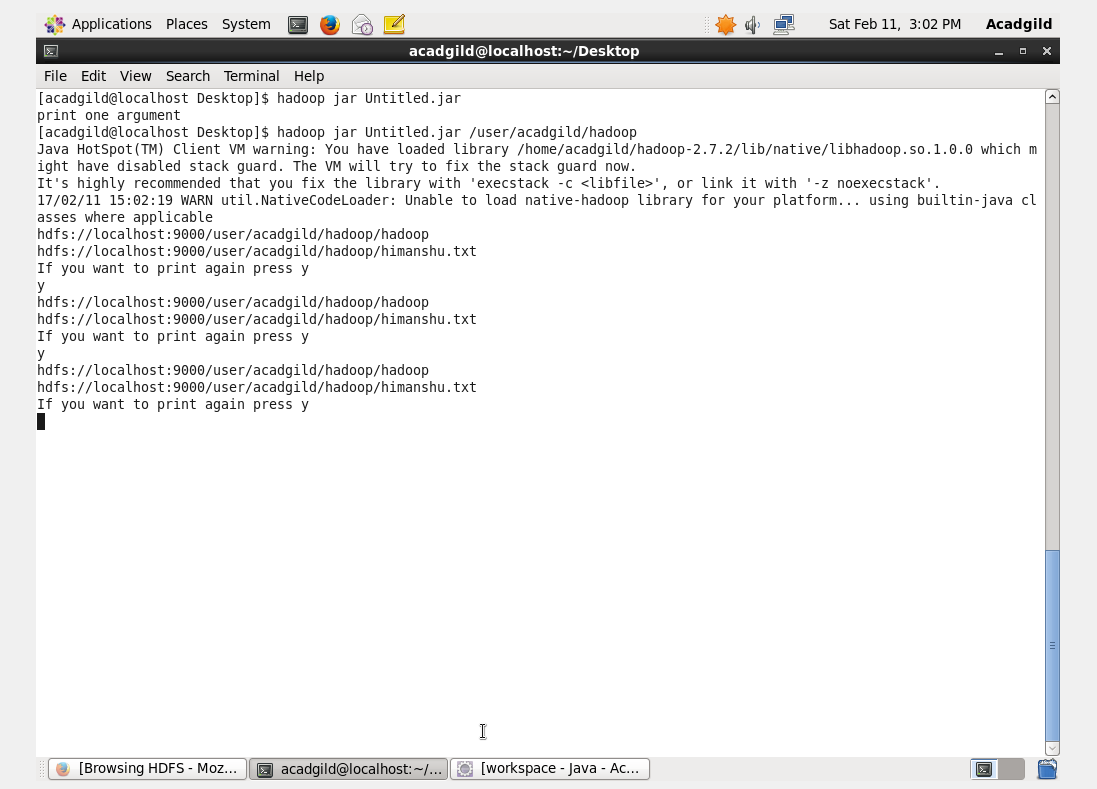 Applications Places System Sat Feb 11, 3:02 PM Acadgild
acadgild@localhost:~/Desktop
File Edit View Search Terminal Help
[acadgild@localhost Desktop]$ hadoop jar Untitled.jar
print one argument
[acadgild@localhost Desktop]$ hadoop jar Untitled.jar /user/acadgild/hadoop
Java HotSpot(TM) Client VM warning: You have loaded library /home/acadgild/hadoop-2.7.2/lib/native/libhadoop.so.1.0.0 which m
ight have disabled stack guard. The VM will try to fix the stack guard now.
It's highly recommended that you fix the library with 'execstack -c <libfile>', or link it with '-z noexecstack'.
17/02/11 15:02:19 WARN util.NativeCodeLoader: Unable to load native-hadoop library for your platform... using builtin-java cl
asses where applicable
hdfs://localhost:9000/user/acadgild/hadoop/hadoop
hdfs://localhost:9000/user/acadgild/hadoop/himanshu.txt
If you want to print again press y
y
hdfs://localhost:9000/user/acadgild/hadoop/hadoop
hdfs://localhost:9000/user/acadgild/hadoop/himanshu.txt
If you want to print again press y
y
hdfs://localhost:9000/user/acadgild/hadoop/hadoop
hdfs://localhost:9000/user/acadgild/hadoop/himanshu.txt
If you want to print again press y
[Browsing HDFS - Moz... acadgild@localhost:~/... [workspace - Java - Ac...